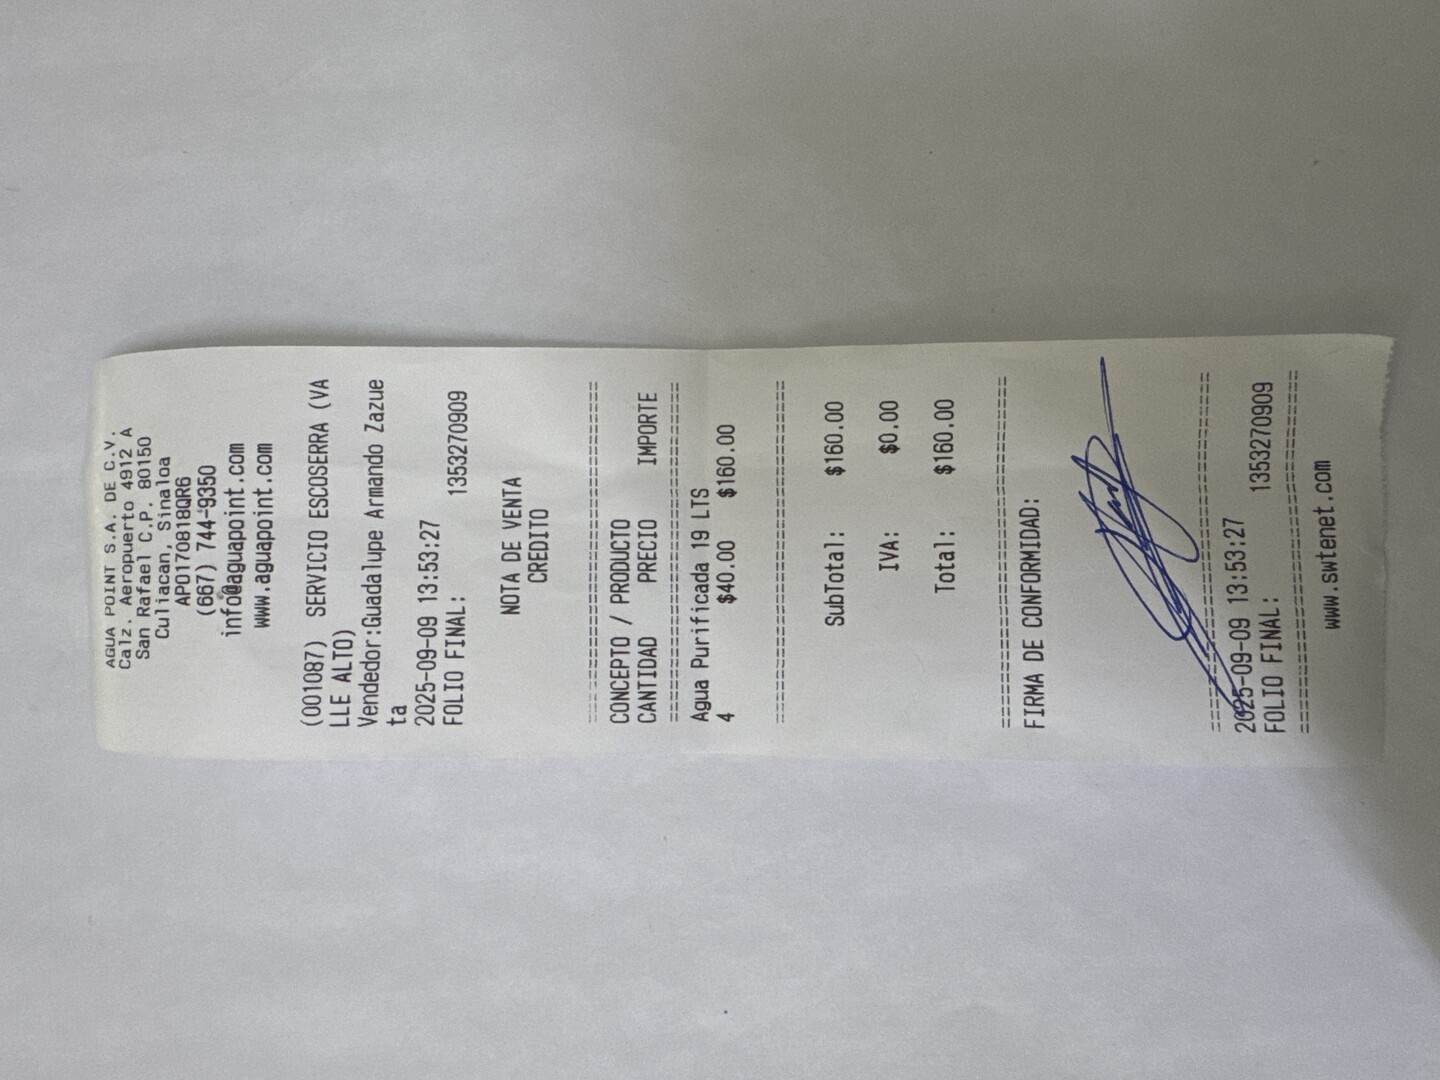 AGUA POINT S.A. DE C.V.
Calz. Aeropuerto 4912 A
San Rafael C.P. 80150
Culiacan, Sinaloa
APO170818QR6
(667) 744-9350
info@aguapoint.com
www.aguapoint.com
(001087) SERVICIO ESCOSERRA (VA
LLE ALTO)
Vendedor:Guadalupe Armando Zazue
ta
2025-09-09 13:53:27
FOLIO FINAL: 1353270909
NOTA DE VENTA
CREDITO
================================
CONCEPTO / PRODUCTO
CANTIDAD PRECIO IMPORTE
================================
Agua Purificada 19 LTS
4 $40.00 $160.00
================================
SubTotal: $160.00
IVA: $0.00
Total: $160.00
================================
FIRMA DE CONFORMIDAD:
================================
2025-09-09 13:53:27
FOLIO FINAL: 1353270909
================================
www.swtenet.com